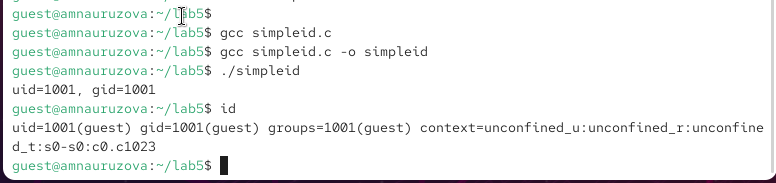 guest@amnauruzova:~/lab5$
guest@amnauruzova:~/lab5$ gcc simpleid.c
guest@amnauruzova:~/lab5$ gcc simpleid.c -o simpleid
guest@amnauruzova:~/lab5$ ./simpleid
uid=1001, gid=1001
guest@amnauruzova:~/lab5$ id
uid=1001(guest) gid=1001(guest) groups=1001(guest) context=unconfined_u:unconfined_r:unconfine
d_t:s0-s0:c0.c1023
guest@amnauruzova:~/lab5$